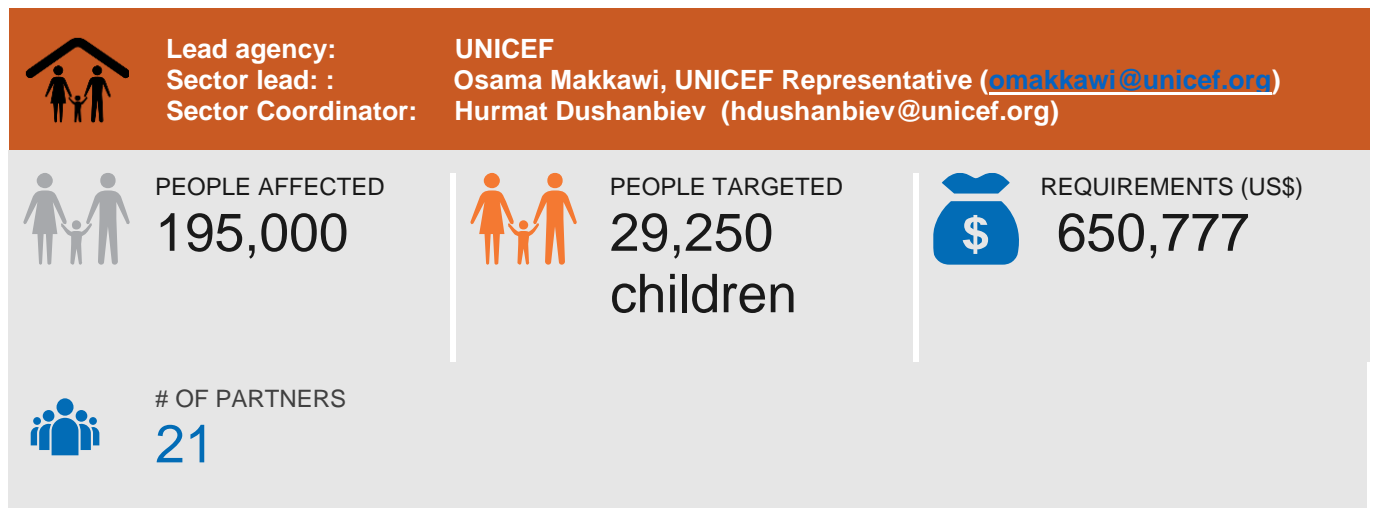 Lead agency: UNICEF
Sector lead: : Osama Makkawi, UNICEF Representative (omakkawi@unicef.org)
Sector Coordinator: Hurmat Dushanbiev (hdushanbiev@unicef.org)
PEOPLE AFFECTED
195,000
PEOPLE TARGETED
29,250
children
REQUIREMENTS (US$)
$
650,777
# OF PARTNERS
21